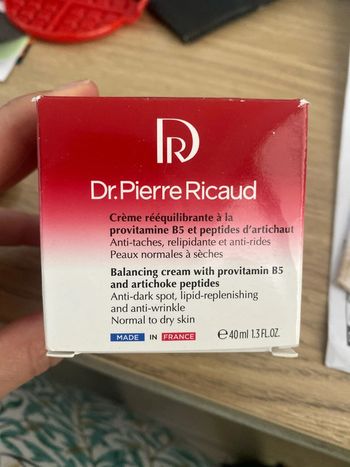 DR
Dr.Pierre Ricaud
Crème rééquilibrante à la
provitamine B5 et peptides d'artichaut
Anti-taches, relipidante et anti-rides
Peaux normales à sèches
Balancing cream with provitamin B5
and artichoke peptides
Anti-dark spot, lipid-replenishing
and anti-wrinkle
Normal to dry skin
MADE IN FRANCE ℮40 ml 1.3 FL.OZ.